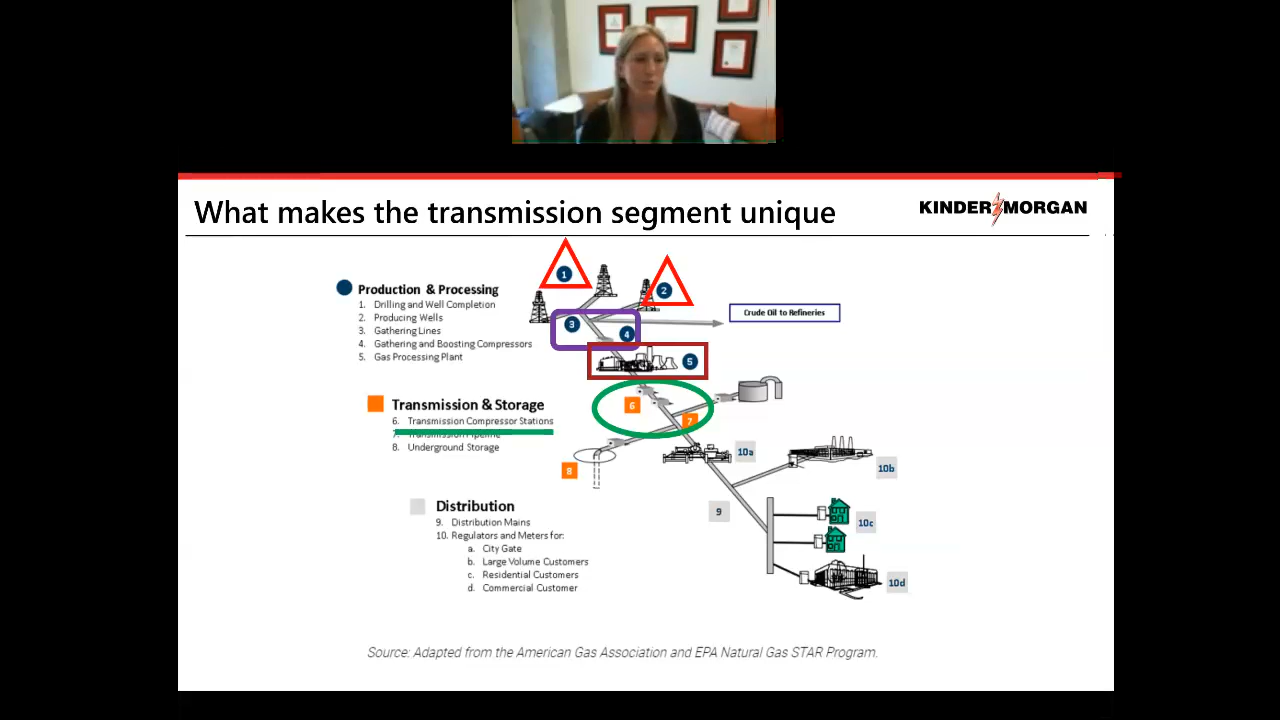 What makes the transmission segment unique
KINDER MORGAN
Production & Processing
1. Drilling and Well Completion
2. Producing Wells
3. Gathering Lines
4. Gathering and Boosting Compressors
5. Gas Processing Plant
Transmission & Storage
6. Transmission Compressor Stations
7. Transmission Pipeline
8. Underground Storage
Distribution
9. Distribution Mains
10. Regulators and Meters for:
a. City Gate
b. Large Volume Customers
c. Residential Customers
d. Commercial Customer
1
2
3
4
Crude Oil to Refineries
5
6
7
8
10a
10b
9
10c
10d
Source: Adapted from the American Gas Association and EPA Natural Gas STAR Program.